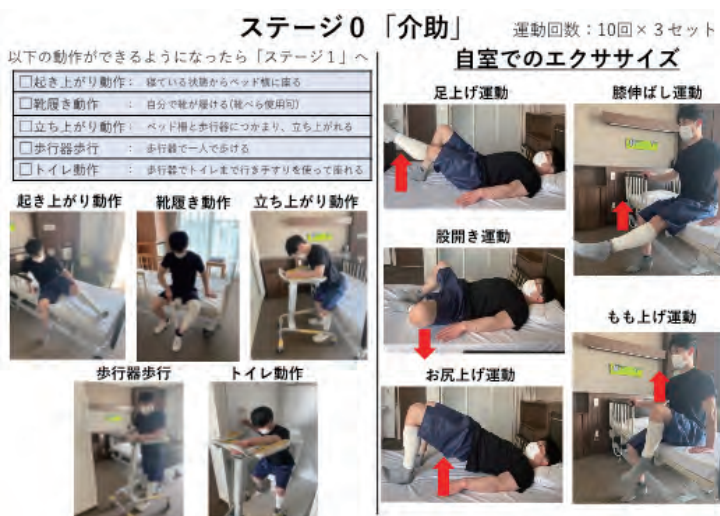 ステージ0「介助」
運動回数：10回×3セット
以下の動作ができるようになったら「ステージ1」へ
□起き上がり動作： 寝ている状態からベッド横に座る
□靴履き動作 ： 自分で靴が履ける(靴べら使用可)
□立ち上がり動作： ベッド柵と歩行器につかまり、立ち上がれる
□歩行器歩行 ： 歩行器で一人で歩ける
□トイレ動作 ： 歩行器でトイレまで行き手すりを使って座れる
起き上がり動作
靴履き動作
立ち上がり動作
歩行器歩行
トイレ動作
自室でのエクササイズ
足上げ運動
膝伸ばし運動
股開き運動
もも上げ運動
お尻上げ運動